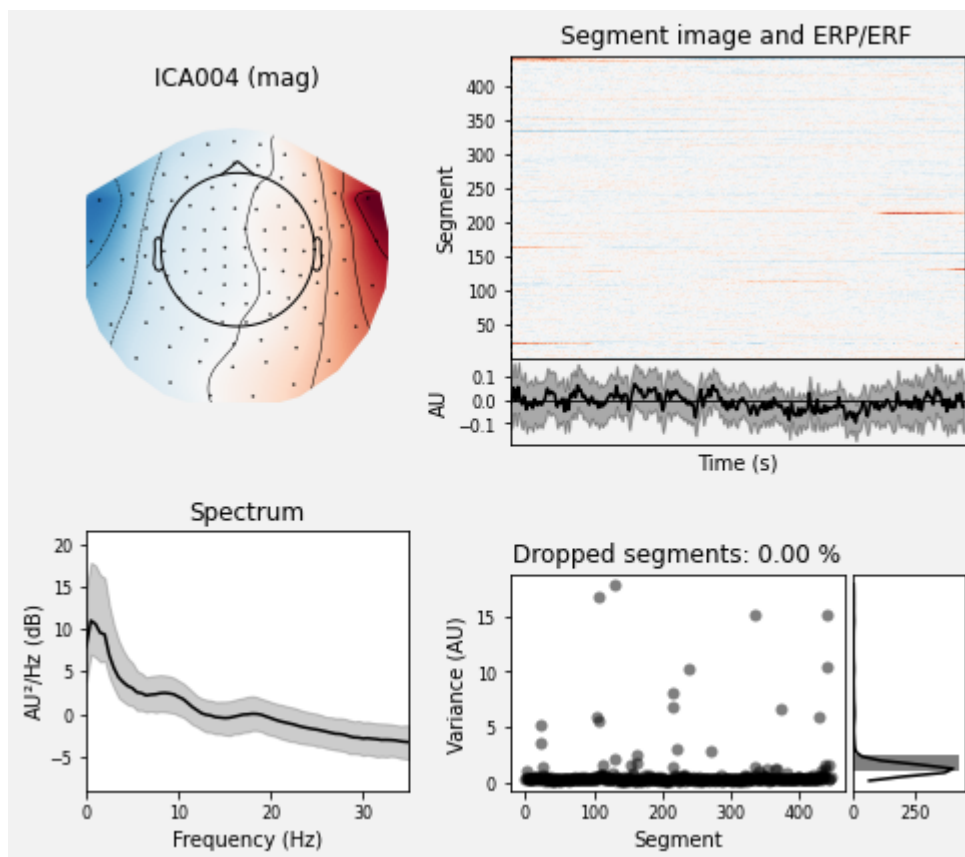 ICA004 (mag)
Segment image and ERP/ERF
400
350
300
250
200
150
100
50
Segment
0.1
0.0
−0.1
AU
Time (s)
Spectrum
20
15
10
5
0
−5
AU²/Hz (dB)
0
10
20
30
Frequency (Hz)
Dropped segments: 0.00 %
15
10
5
0
Variance (AU)
0
100
200
300
400
Segment
250